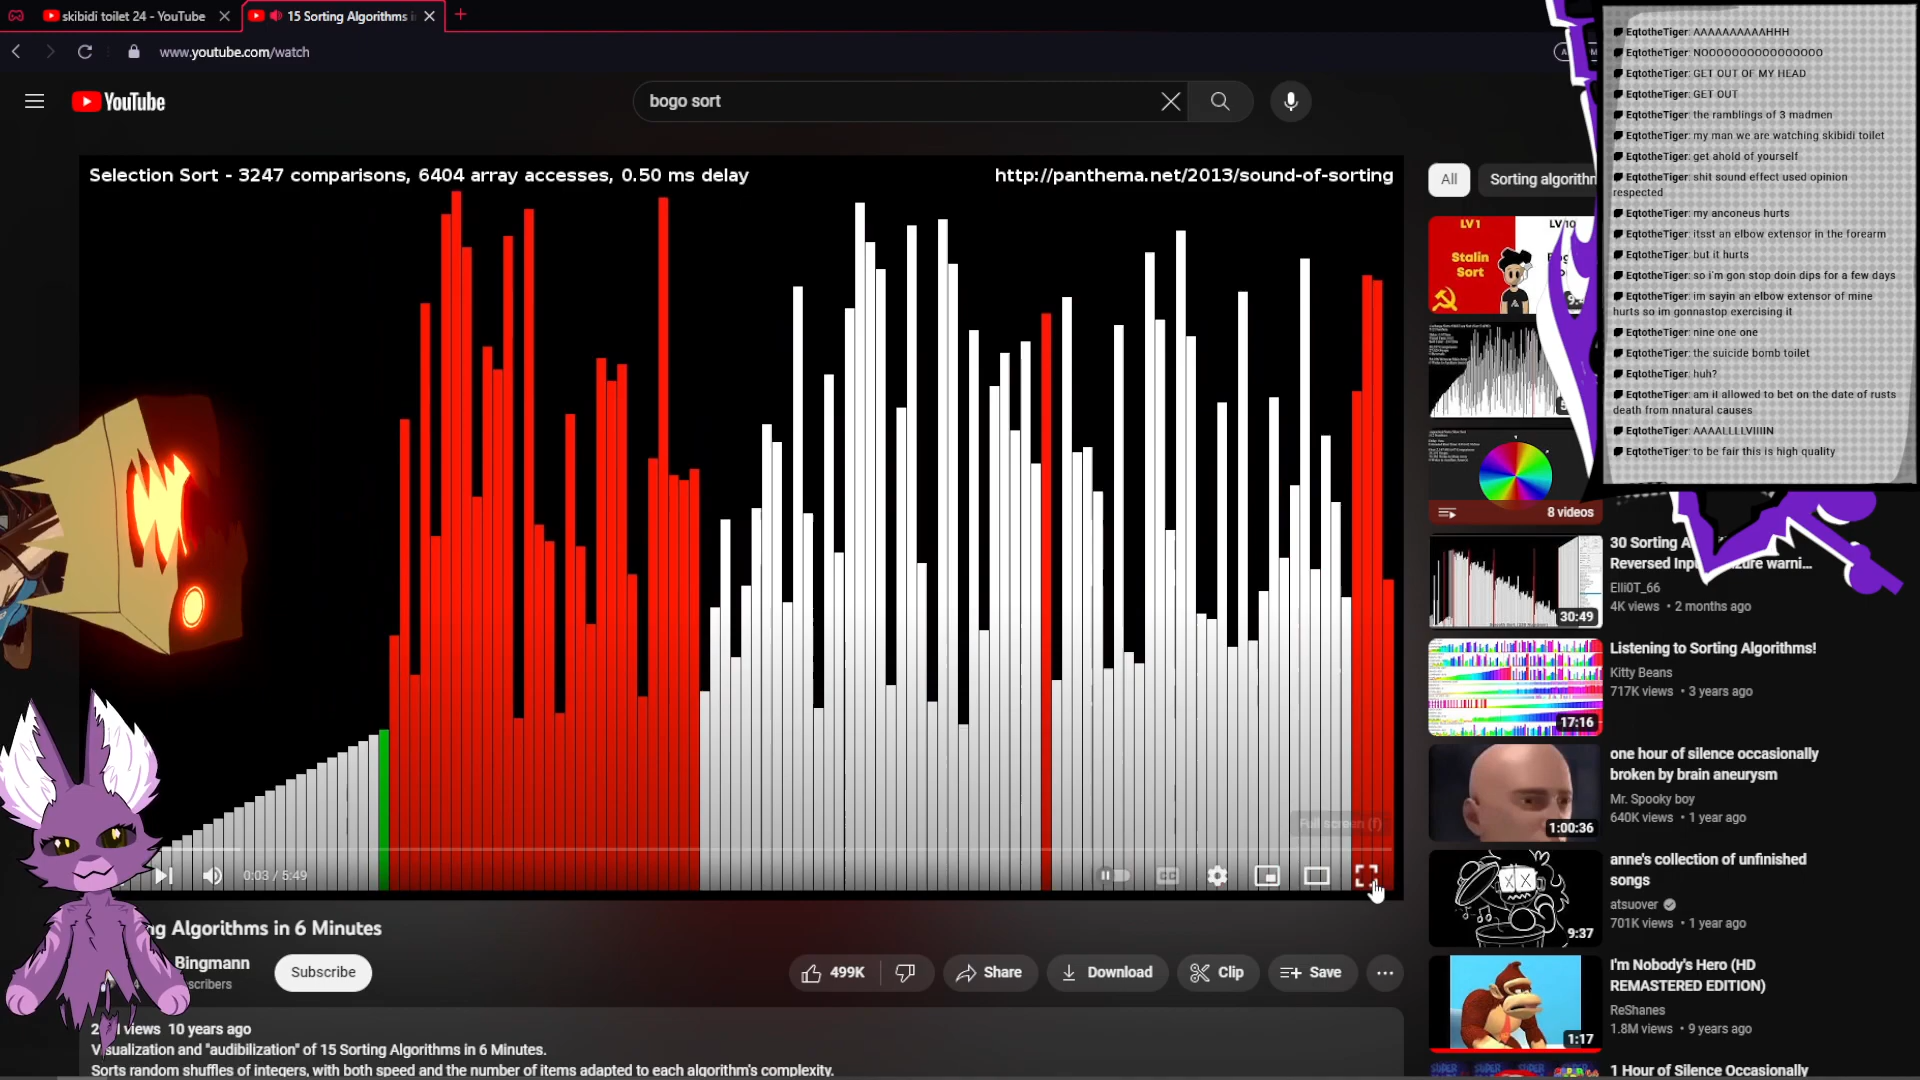 skibidi toilet 24 - YouTube
15 Sorting Algorithms i
www.youtube.com/watch
YouTube
bogo sort
Selection Sort - 3247 comparisons, 6404 array accesses, 0.50 ms delay
http://panthema.net/2013/sound-of-sorting
Full screen (f)
0:03 / 5:49
ng Algorithms in 6 Minutes
Bingmann
scribers
Subscribe
499K
Share
Download
Clip
Save
views 10 years ago
Visualization and "audibilization" of 15 Sorting Algorithms in 6 Minutes.
Sorts random shuffles of integers, with both speed and the number of items adapted to each algorithm's complexity.
All
Sorting algorithm
LV 1
LV 10
Stalin
Sort
8 videos
30 Sorting A
Reversed Inp
zure warni...
Elli0T_66
4K views • 2 months ago
30:49
Listening to Sorting Algorithms!
Kitty Beans
717K views • 3 years ago
17:16
one hour of silence occasionally
broken by brain aneurysm
Mr. Spooky boy
640K views • 1 year ago
1:00:36
anne's collection of unfinished
songs
atsuover
701K views • 1 year ago
9:37
I'm Nobody's Hero (HD
REMASTERED EDITION)
ReShanes
1.8M views • 9 years ago
1:17
1 Hour of Silence Occasionally
EqtotheTiger: AAAAAAAAAAHHH
EqtotheTiger: NOOOOOOOOOOOOOOOO
EqtotheTiger: GET OUT OF MY HEAD
EqtotheTiger: GET OUT
EqtotheTiger: the ramblings of 3 madmen
EqtotheTiger: my man we are watching skibidi toilet
EqtotheTiger: get ahold of yourself
EqtotheTiger: shit sound effect used opinion
respected
EqtotheTiger: my anconeus hurts
EqtotheTiger: itsst an elbow extensor in the forearm
EqtotheTiger: but it hurts
EqtotheTiger: so i'm gon stop doin dips for a few days
EqtotheTiger: im sayin an elbow extensor of mine
hurts so im gonnastop exercising it
EqtotheTiger: nine one one
EqtotheTiger: the suicide bomb toilet
EqtotheTiger: huh?
EqtotheTiger: am iI allowed to bet on the date of rusts
death from nnatural causes
EqtotheTiger: AAAALLLLVIIIIN
EqtotheTiger: to be fair this is high quality